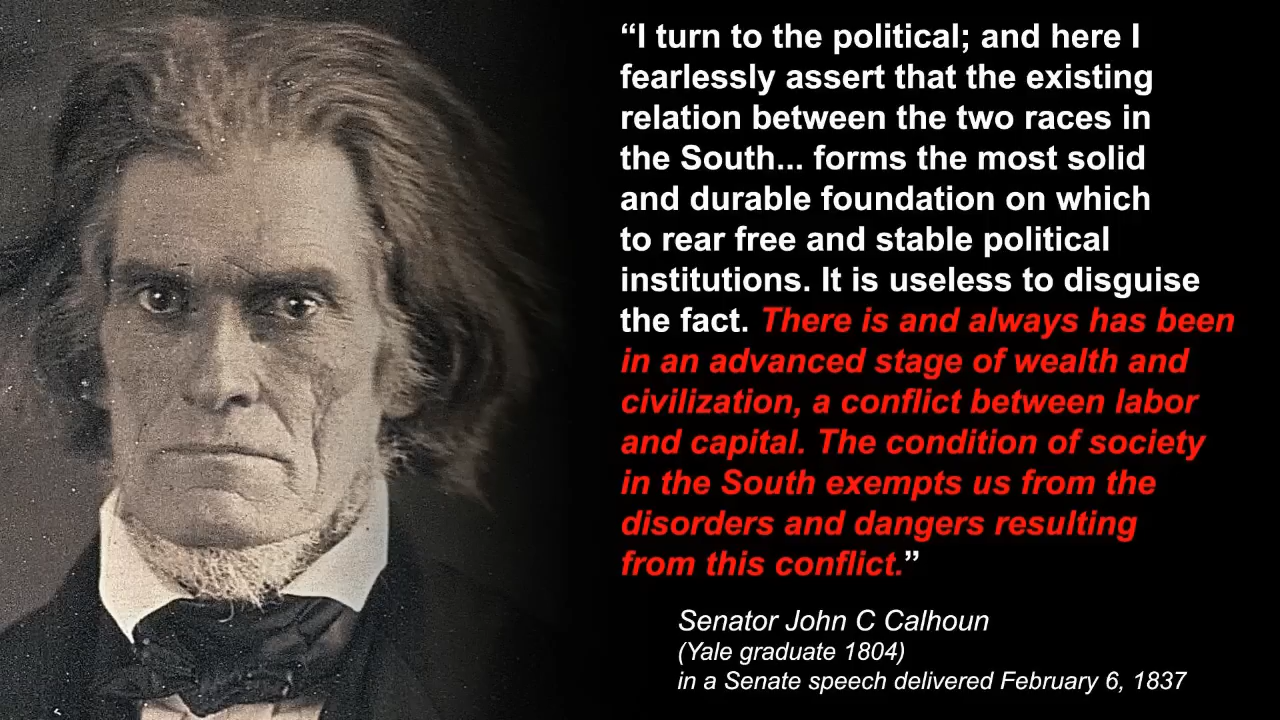 “I turn to the political; and here I
fearlessly assert that the existing
relation between the two races in
the South... forms the most solid
and durable foundation on which
to rear free and stable political
institutions. It is useless to disguise
the fact. There is and always has been
in an advanced stage of wealth and
civilization, a conflict between labor
and capital. The condition of society
in the South exempts us from the
disorders and dangers resulting
from this conflict.”
Senator John C Calhoun
(Yale graduate 1804)
in a Senate speech delivered February 6, 1837